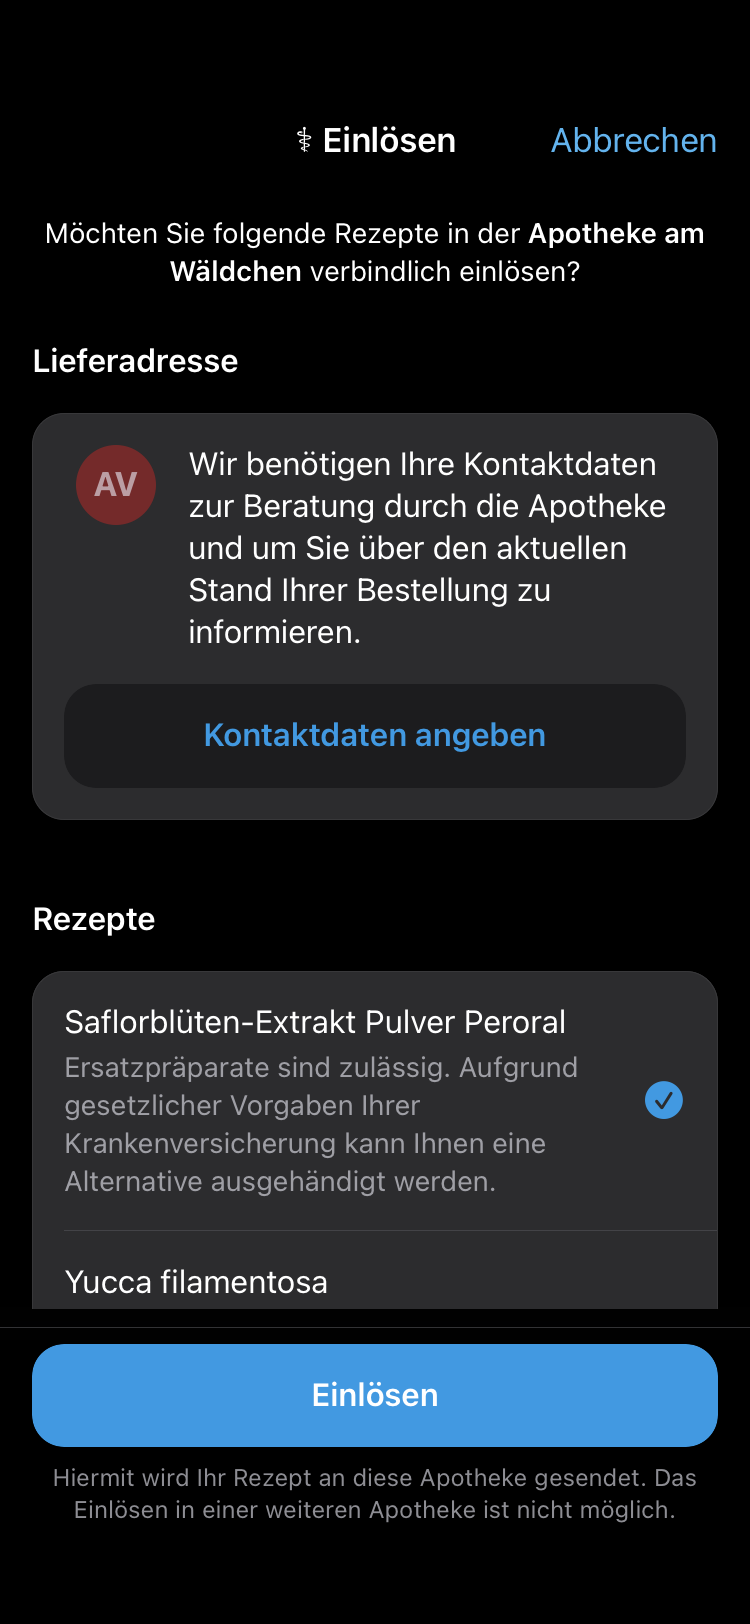 ⚕ Einlösen
Abbrechen
Möchten Sie folgende Rezepte in der Apotheke am
Wäldchen verbindlich einlösen?
Lieferadresse
AV
Wir benötigen Ihre Kontaktdaten
zur Beratung durch die Apotheke
und um Sie über den aktuellen
Stand Ihrer Bestellung zu
informieren.
Kontaktdaten angeben
Rezepte
Saflorblüten-Extrakt Pulver Peroral
Ersatzpräparate sind zulässig. Aufgrund
gesetzlicher Vorgaben Ihrer
Krankenversicherung kann Ihnen eine
Alternative ausgehändigt werden.
Yucca filamentosa
Einlösen
Hiermit wird Ihr Rezept an diese Apotheke gesendet. Das
Einlösen in einer weiteren Apotheke ist nicht möglich.